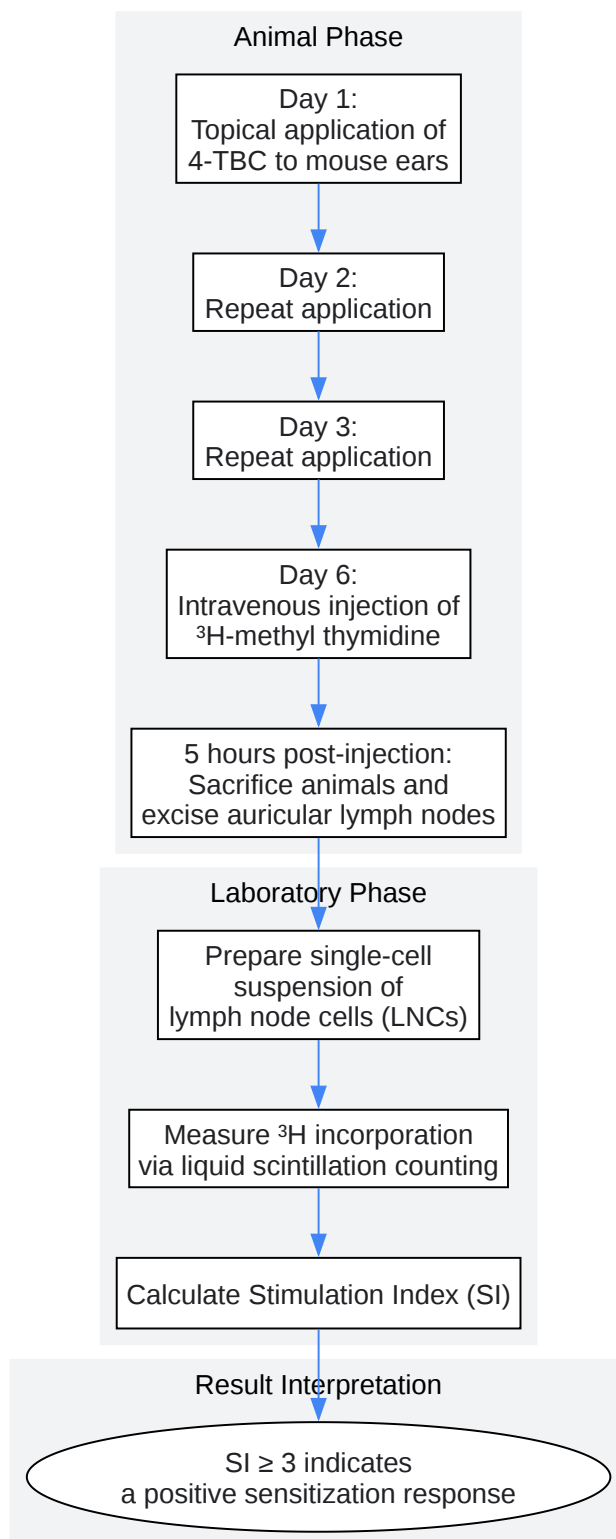 Animal Phase
Day 1:
Topical application of
4-TBC to mouse ears
Day 2:
Repeat application
Day 3:
Repeat application
Day 6:
Intravenous injection of
³H-methyl thymidine
5 hours post-injection:
Sacrifice animals and
excise auricular lymph nodes
Laboratory Phase
Prepare single-cell
suspension of
lymph node cells (LNCs)
Measure ³H incorporation
via liquid scintillation counting
Calculate Stimulation Index (SI)
Result Interpretation
SI ≥ 3 indicates
a positive sensitization response